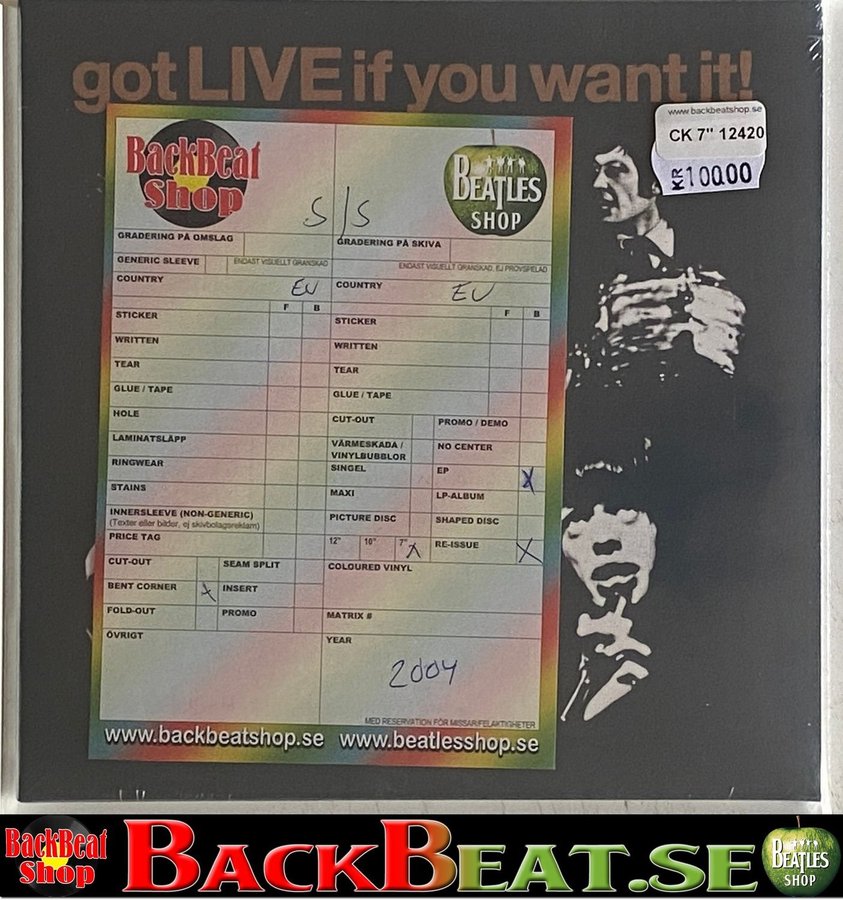 got LIVE if you want it!
www.backbeatshop.se
CK 7" 12420
KR 100.00
BackBeat
Shop
BEATLES
SHOP
S/S
GRADERING PÅ OMSLAG
GRADERING PÅ SKIVA
GENERIC SLEEVE
ENDAST VISUELLT GRANSKAD
ENDAST VISUELLT GRANSKAD, EJ PROVSPELAD
COUNTRY EU
COUNTRY EU
F B
F B
STICKER
STICKER
WRITTEN
WRITTEN
TEAR
TEAR
GLUE / TAPE
GLUE / TAPE
HOLE
CUT-OUT
PROMO / DEMO
LAMINATSLÄPP
VÄRMESKADA /
VINYLBUBBLOR
NO CENTER
RINGWEAR
SINGEL
EP X
STAINS
MAXI
LP-ALBUM
INNERSLEEVE (NON-GENERIC)
(Texter eller bilder, ej skivbolagsreklam)
PICTURE DISC
SHAPED DISC
PRICE TAG
12" 10" 7" X
RE-ISSUE X
CUT-OUT
SEAM SPLIT
COLOURED VINYL
BENT CORNER X
INSERT
FOLD-OUT
PROMO
MATRIX #
ÖVRIGT
YEAR
2004
MED RESERVATION FÖR MISSAR/FELAKTIGHETER
www.backbeatshop.se www.beatlesshop.se
BackBeat
Shop
BACKBEAT.SE
BEATLES
SHOP